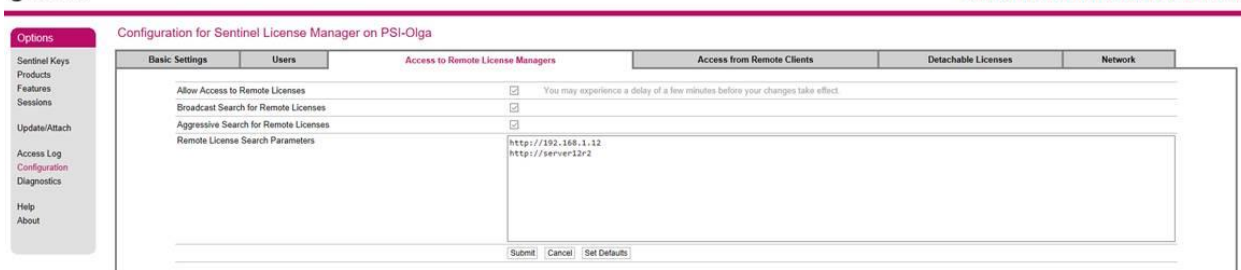 Options
Sentinel Keys
Products
Features
Sessions
Update/Attach
Access Log
Configuration
Diagnostics
Help
About
Configuration for Sentinel License Manager on PSI-Olga
Basic Settings Users Access to Remote License Managers Access from Remote Clients Detachable Licenses Network
Allow Access to Remote Licenses You may experience a delay of a few minutes before your changes take effect.
Broadcast Search for Remote Licenses
Aggressive Search for Remote Licenses
Remote License Search Parameters
http://192.168.1.12
http://server12r2
Submit Cancel Set Defaults